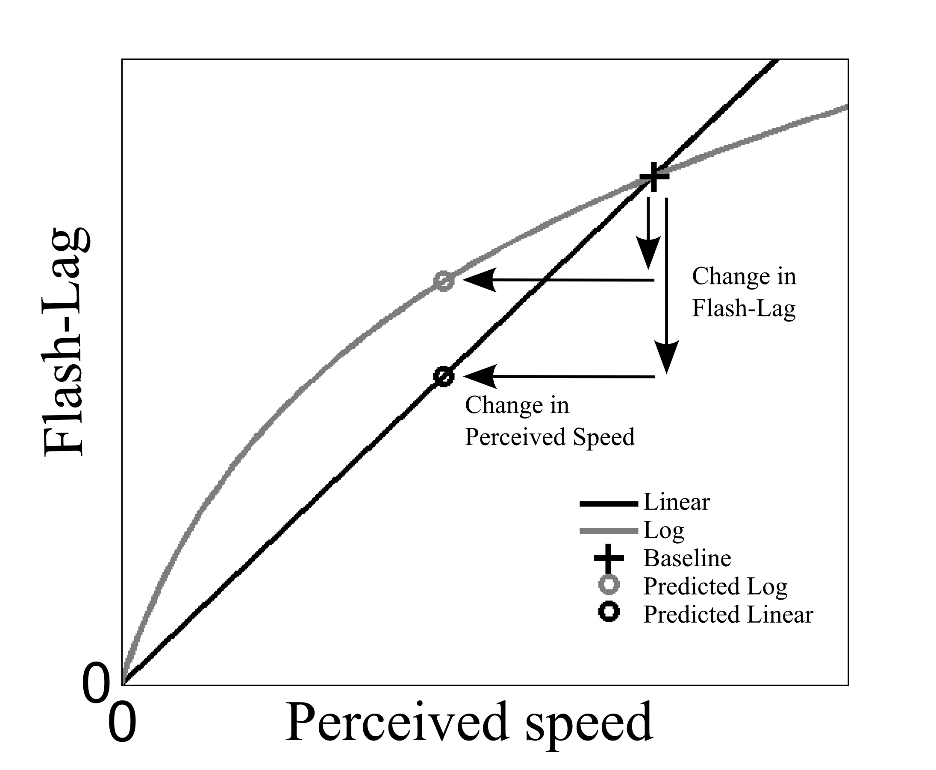 Flash-Lag
Change in
Flash-Lag
Change in
Perceived Speed
Linear
Log
Baseline
Predicted Log
Predicted Linear
0
0
Perceived speed